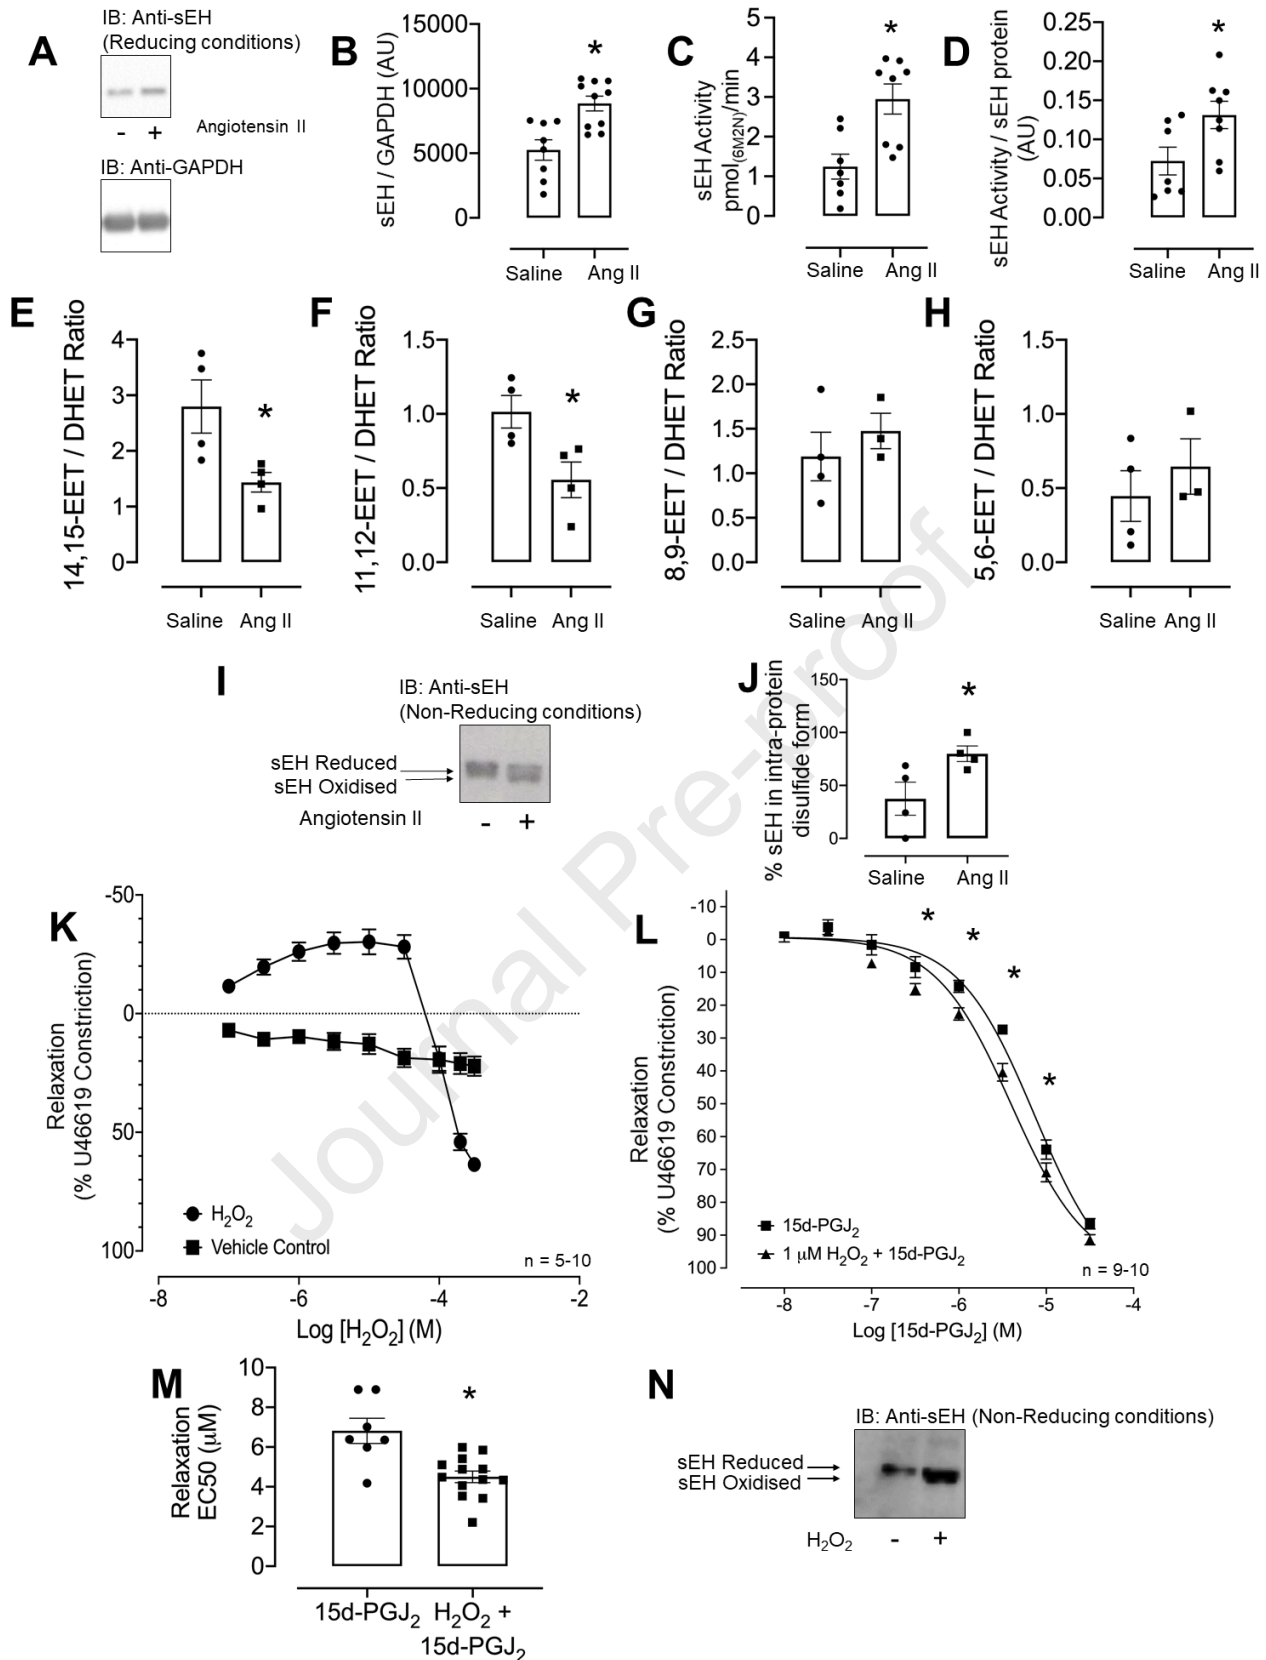 A
IB: Anti-sEH
(Reducing conditions)
- + Angiotensin II
IB: Anti-GAPDH
B
sEH / GAPDH (AU)
15000
10000
5000
0
*
Saline Ang II
C
sEH Activity
pmol(6M2N)/min
5
4
3
2
1
0
*
Saline Ang II
D
sEH Activity / sEH protein
(AU)
0.25
0.20
0.15
0.10
0.05
0.00
*
Saline Ang II
E
14,15-EET / DHET Ratio
4
3
2
1
0
*
Saline Ang II
F
11,12-EET / DHET Ratio
1.5
1.0
0.5
0.0
*
Saline Ang II
G
8,9-EET / DHET Ratio
2.5
2.0
1.5
1.0
0.5
0.0
Saline Ang II
H
5,6-EET / DHET Ratio
1.5
1.0
0.5
0.0
Saline Ang II
I
IB: Anti-sEH
(Non-Reducing conditions)
sEH Reduced
sEH Oxidised
Angiotensin II - +
J
% sEH in intra-protein
disulfide form
150
100
50
0
*
Saline Ang II
K
Relaxation
(% U46619 Constriction)
-50
0
50
100
H₂O₂
Vehicle Control
n = 5-10
-8 -6 -4 -2
Log [H₂O₂] (M)
L
Relaxation
(% U46619 Constriction)
-10
0
10
20
30
40
50
60
70
80
90
100
* * * *
15d-PGJ₂
1 μM H₂O₂ + 15d-PGJ₂
n = 9-10
-8 -7 -6 -5 -4
Log [15d-PGJ₂] (M)
M
Relaxation
EC50 (μM)
10
8
6
4
2
0
*
15d-PGJ₂ H₂O₂ +
15d-PGJ₂
N
IB: Anti-sEH (Non-Reducing conditions)
sEH Reduced
sEH Oxidised
H₂O₂ - +
Journal Pre-proof